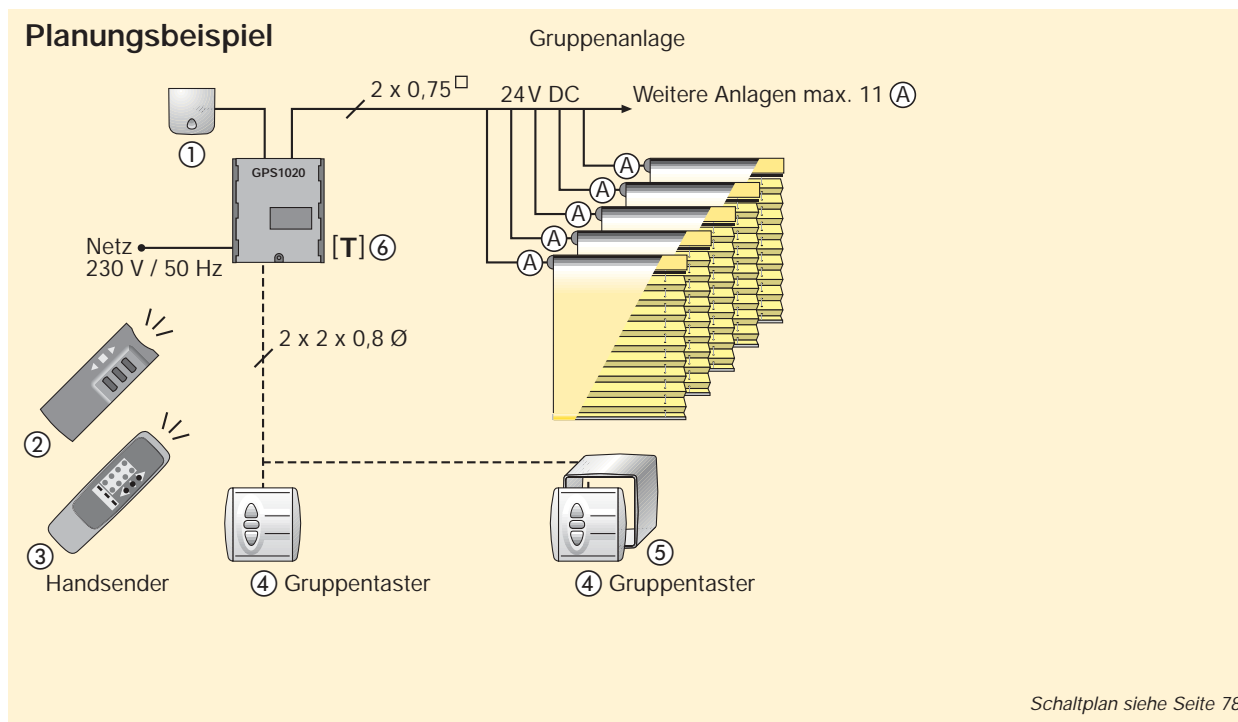 Planungsbeispiel
Gruppenanlage
2 x 0,75 □
24V DC
Weitere Anlagen max. 11 Ⓐ
①
GPS1020
Ⓐ
Ⓐ
Ⓐ
Ⓐ
Ⓐ
[T] ⑥
Netz
230 V / 50 Hz
2 x 2 x 0,8 Ø
②
③
Handsender
④ Gruppentaster
⑤
④ Gruppentaster
Schaltplan siehe Seite 78